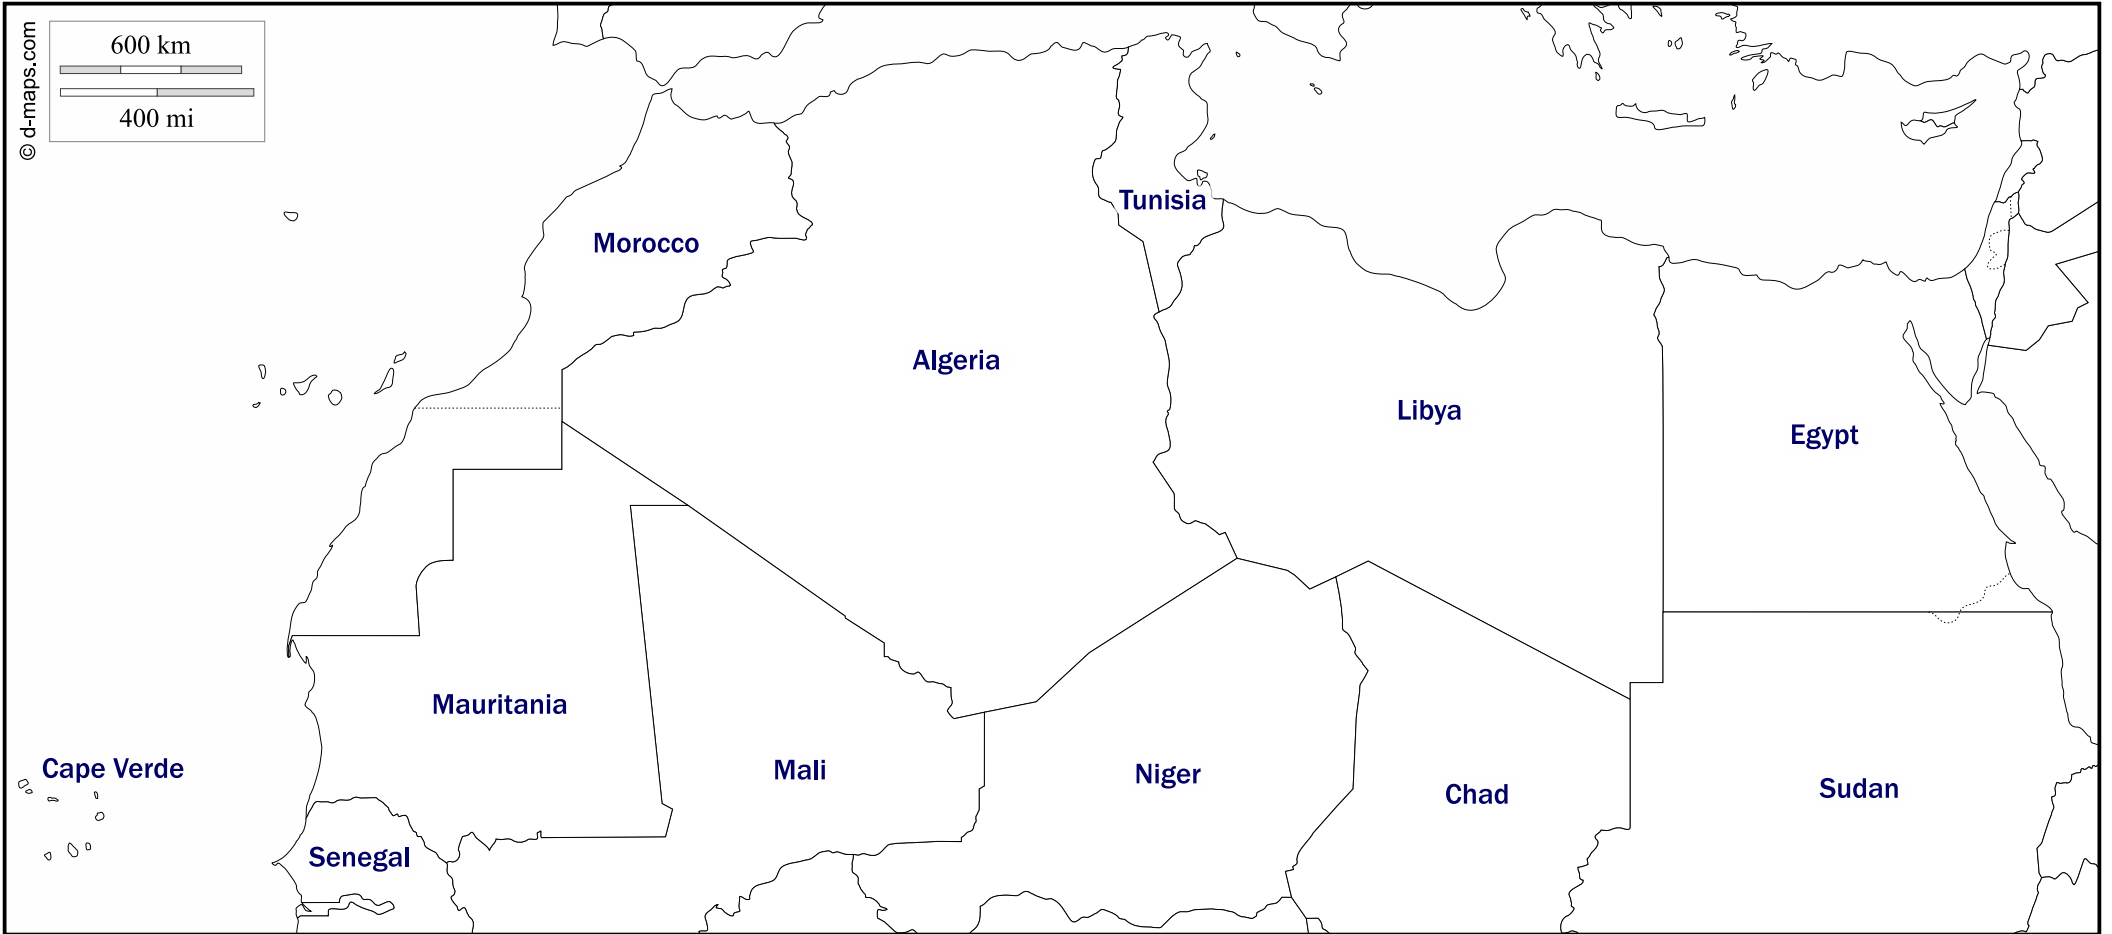 © d-maps.com
600 km
400 mi
Tunisia
Morocco
Algeria
Libya
Egypt
Mauritania
Cape Verde
Mali
Niger
Chad
Sudan
Senegal